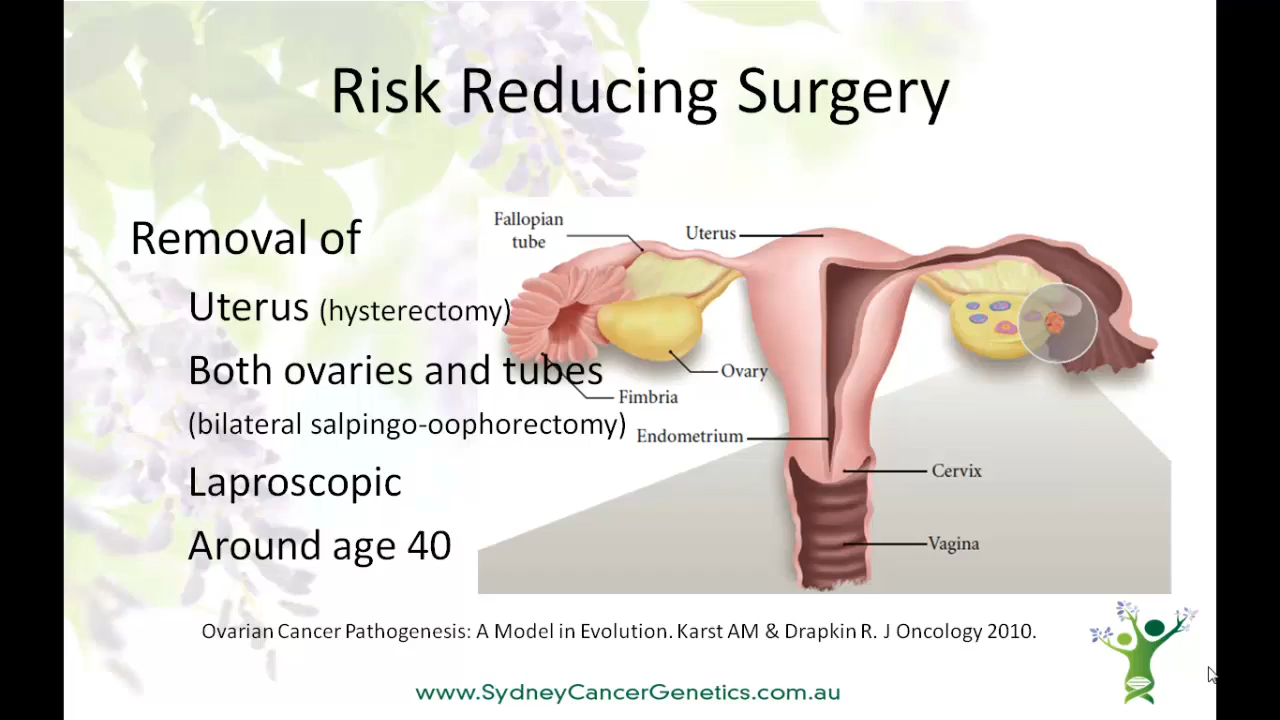 Risk Reducing Surgery
Removal of
Uterus (hysterectomy)
Both ovaries and tubes
(bilateral salpingo-oophorectomy)
Laproscopic
Around age 40
Fallopian
tube
Uterus
Ovary
Fimbria
Endometrium
Cervix
Vagina
Ovarian Cancer Pathogenesis: A Model in Evolution. Karst AM & Drapkin R. J Oncology 2010.
www.SydneyCancerGenetics.com.au